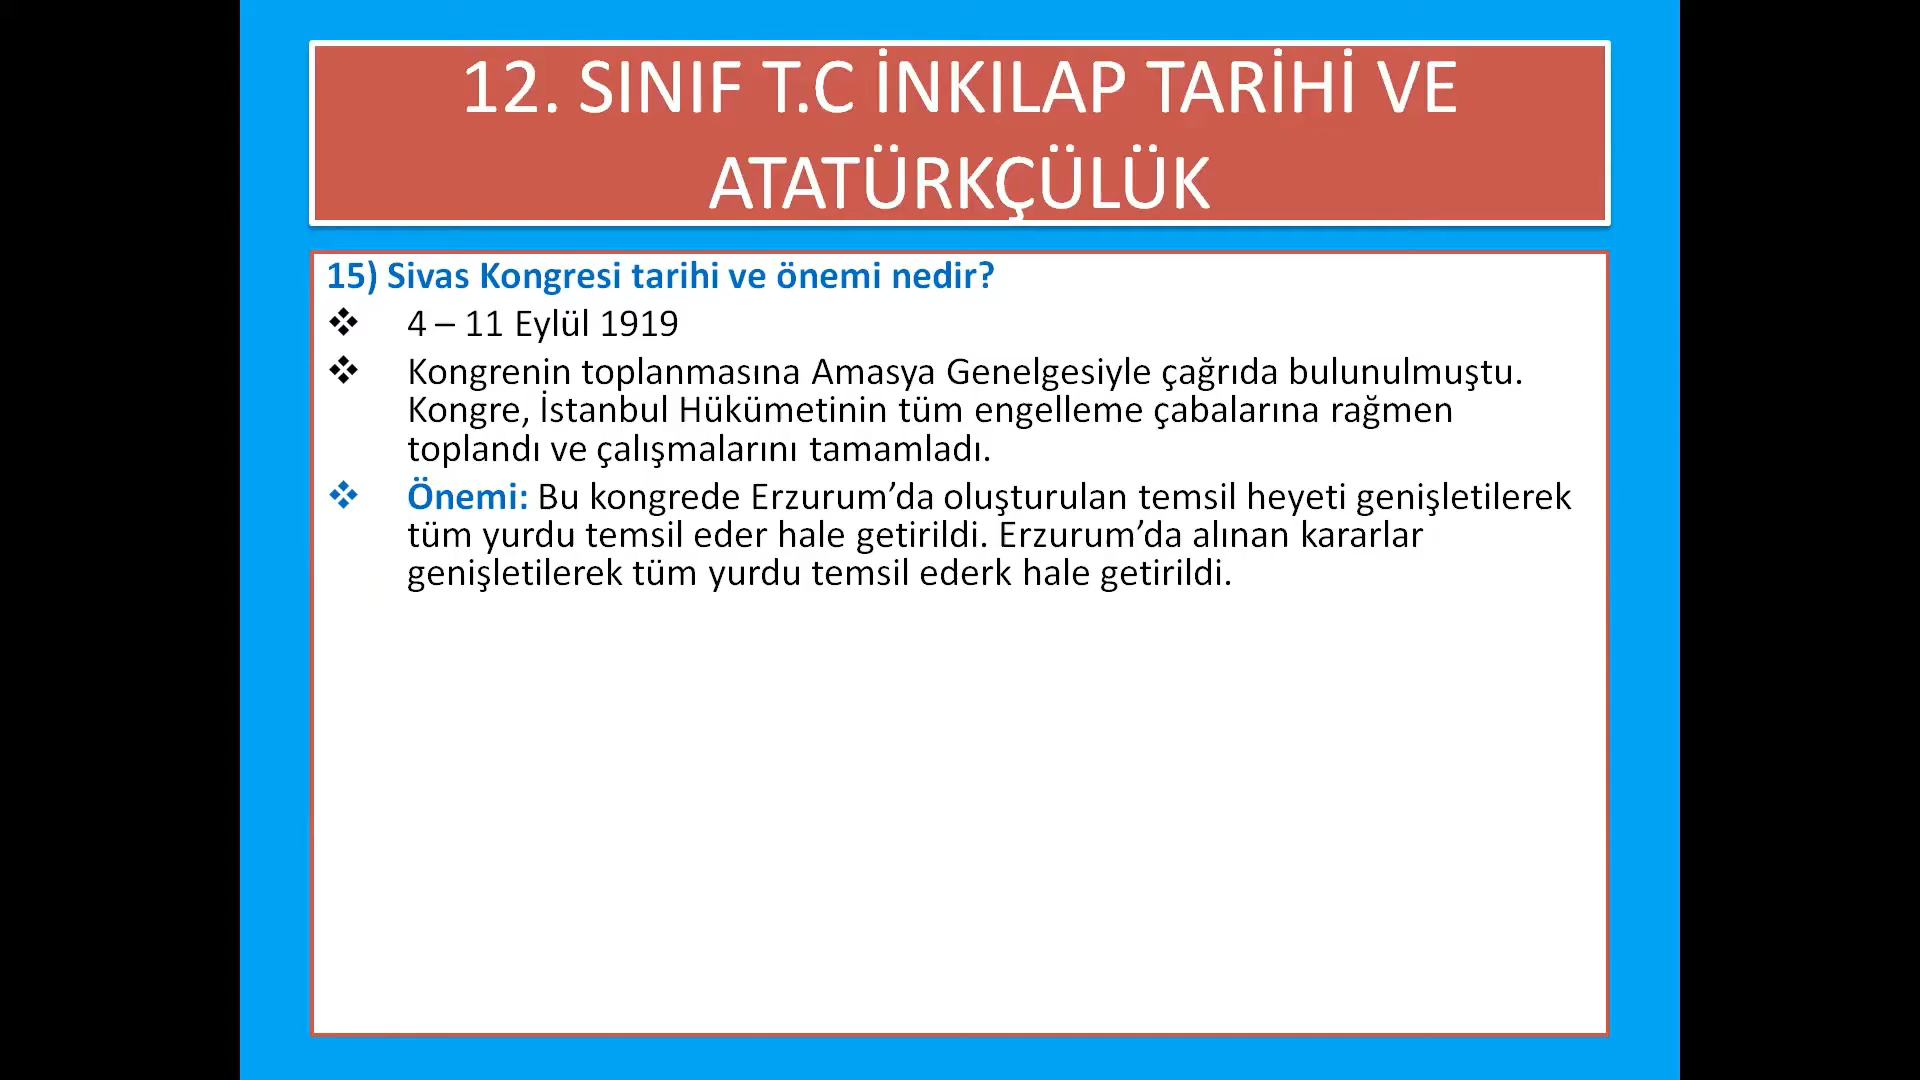 12. SINIF T.C İNKILAP TARİHİ VE
ATATÜRKÇÜLÜK
15) Sivas Kongresi tarihi ve önemi nedir?
❖ 4 – 11 Eylül 1919
❖ Kongrenin toplanmasına Amasya Genelgesiyle çağrıda bulunulmuştu.
Kongre, İstanbul Hükümetinin tüm engelleme çabalarına rağmen
toplandı ve çalışmalarını tamamladı.
❖ Önemi: Bu kongrede Erzurum’da oluşturulan temsil heyeti genişletilerek
tüm yurdu temsil eder hale getirildi. Erzurum’da alınan kararlar
genişletilerek tüm yurdu temsil ederk hale getirildi.